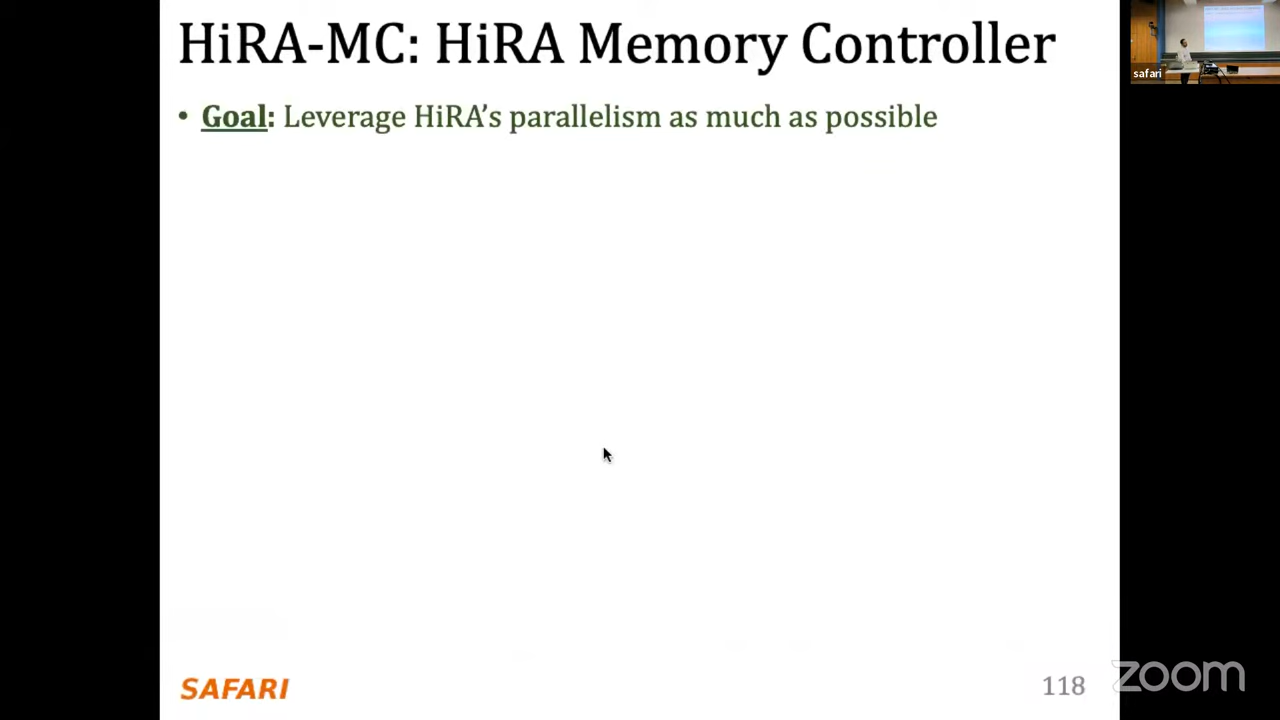 HiRA-MC: HiRA Memory Controller
• Goal: Leverage HiRA’s parallelism as much as possible
safari
SAFARI
118
zoom